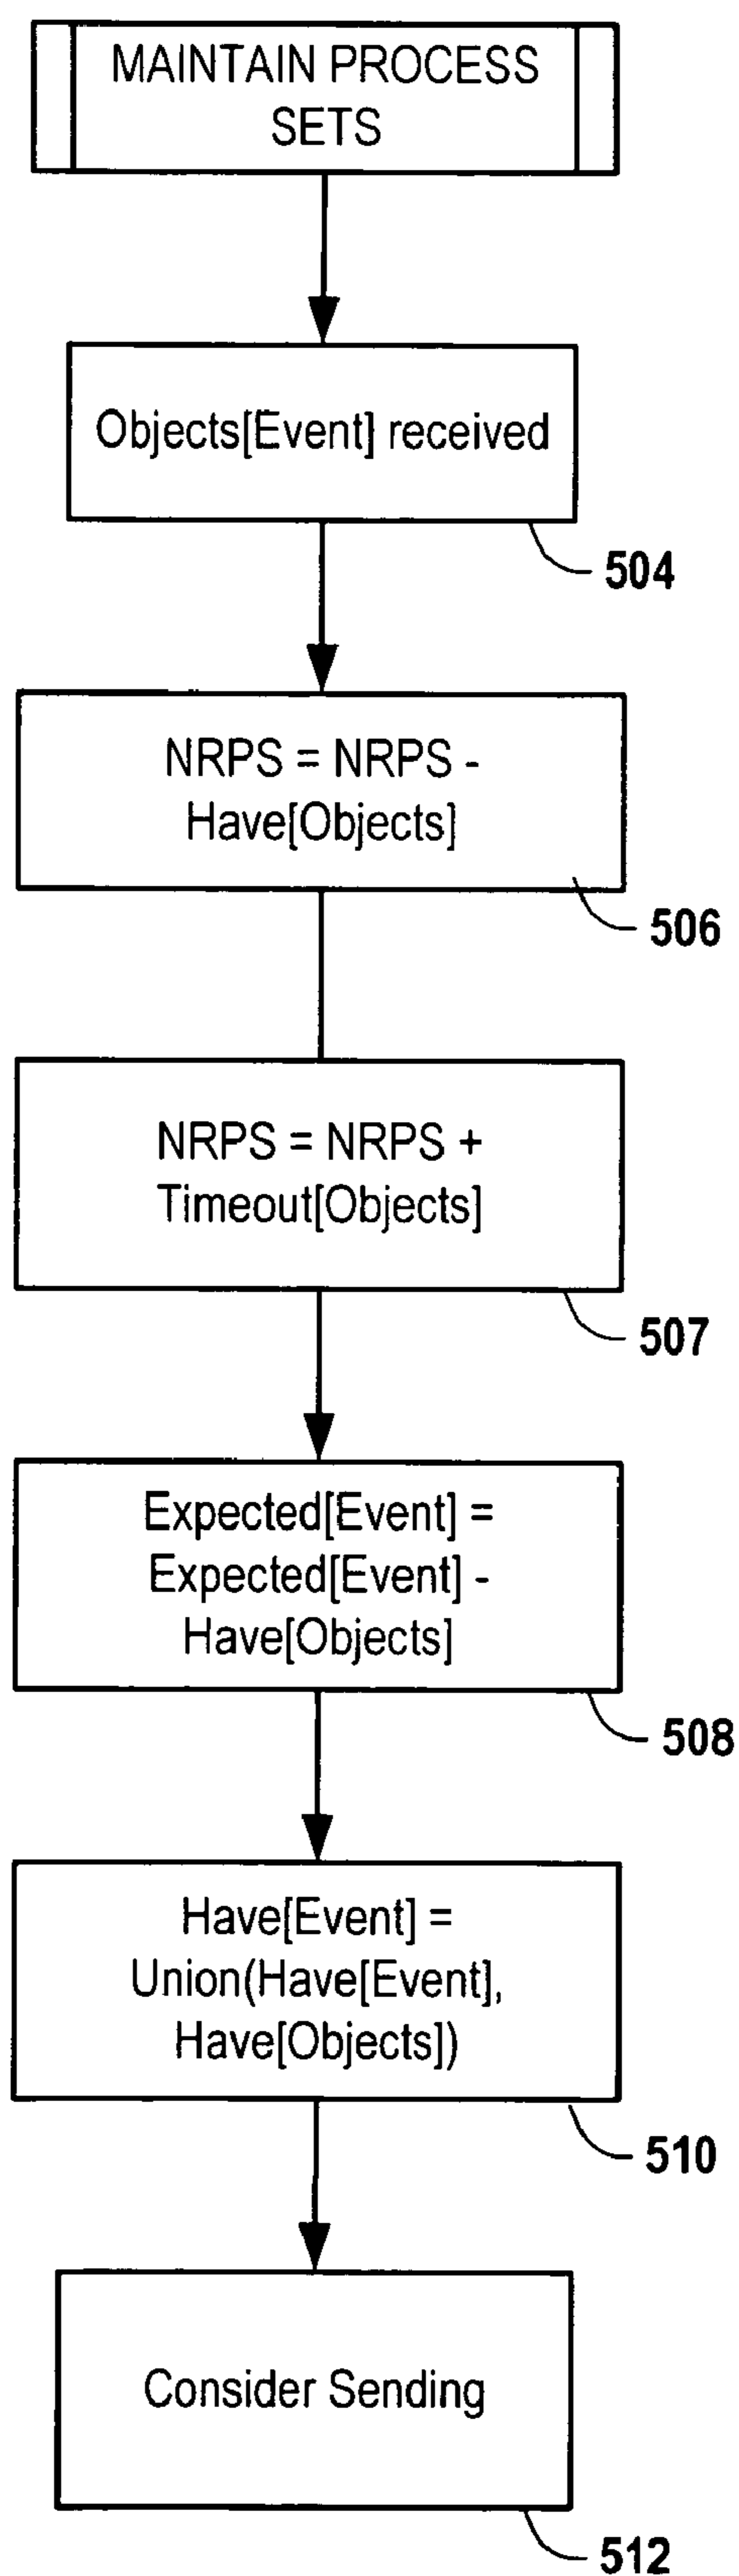 MAINTAIN PROCESS
SETS
Objects[Event] received
504
NRPS = NRPS -
Have[Objects]
506
NRPS = NRPS +
Timeout[Objects]
507
Expected[Event] =
Expected[Event] -
Have[Objects]
508
Have[Event] =
Union(Have[Event],
Have[Objects])
510
Consider Sending
512